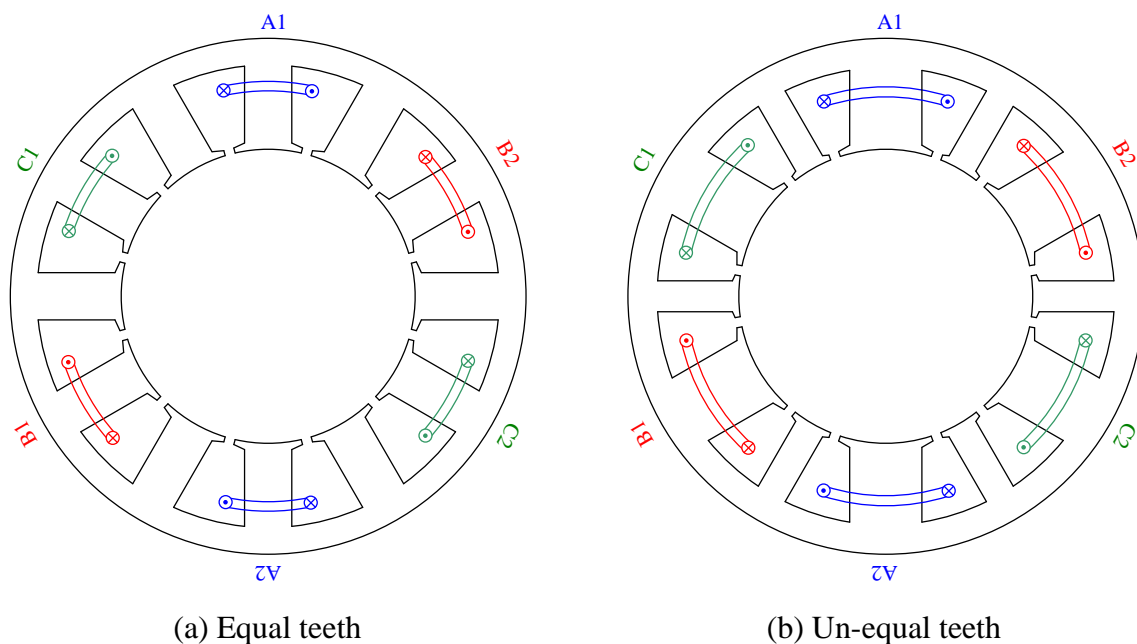 A1
A1
C1
B2
C1
B2
B1
C2
B1
C2
A2
A2
(a) Equal teeth
(b) Un-equal teeth